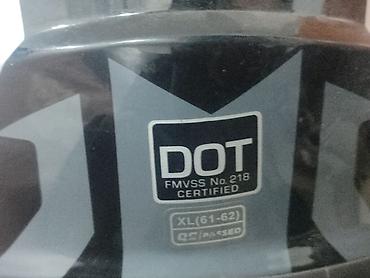 DOT
FMVSS No. 218
CERTIFIED
XL(61-62)
QC/PASSED